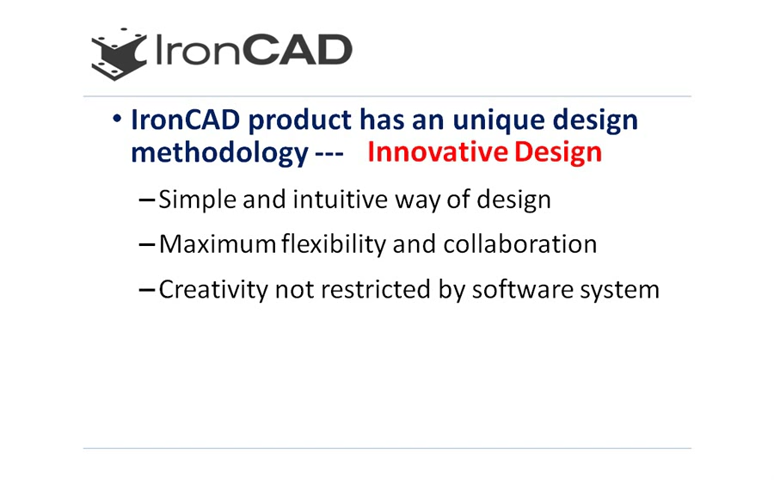 IronCAD
• IronCAD product has an unique design
methodology --- Innovative Design
–Simple and intuitive way of design
–Maximum flexibility and collaboration
–Creativity not restricted by software system